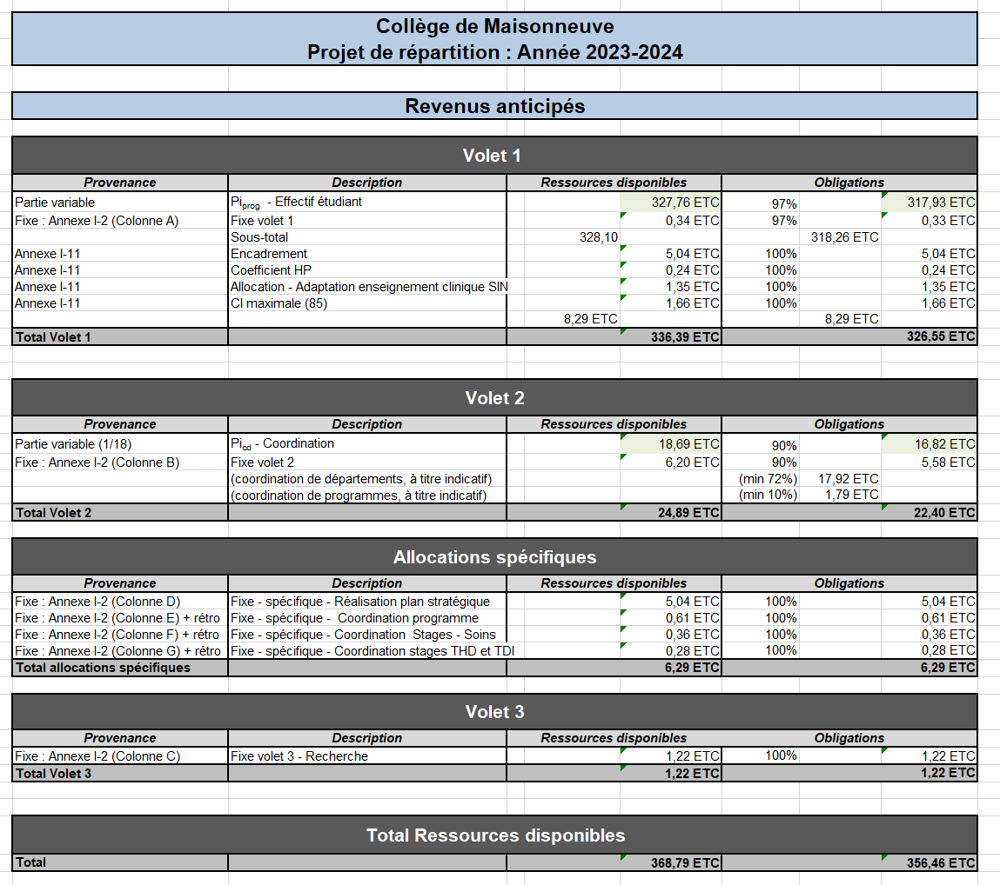 Collège de Maisonneuve
Projet de répartition : Année 2023-2024
Revenus anticipés
Volet 1
Provenance Description Ressources disponibles Obligations
Partie variable Piprog - Effectif étudiant 327,76 ETC 97% 317,93 ETC
Fixe : Annexe I-2 (Colonne A) Fixe volet 1 0,34 ETC 97% 0,33 ETC
Sous-total 328,10 318,26 ETC
Annexe I-11 Encadrement 5,04 ETC 100% 5,04 ETC
Annexe I-11 Coefficient HP 0,24 ETC 100% 0,24 ETC
Annexe I-11 Allocation - Adaptation enseignement clinique SIN 1,35 ETC 100% 1,35 ETC
Annexe I-11 CI maximale (85) 1,66 ETC 100% 1,66 ETC
8,29 ETC 8,29 ETC
Total Volet 1 336,39 ETC 326,55 ETC
Volet 2
Provenance Description Ressources disponibles Obligations
Partie variable (1/18) Picd - Coordination 18,69 ETC 90% 16,82 ETC
Fixe : Annexe I-2 (Colonne B) Fixe volet 2 6,20 ETC 90% 5,58 ETC
(coordination de départements, à titre indicatif) (min 72%) 17,92 ETC
(coordination de programmes, à titre indicatif) (min 10%) 1,79 ETC
Total Volet 2 24,89 ETC 22,40 ETC
Allocations spécifiques
Provenance Description Ressources disponibles Obligations
Fixe : Annexe I-2 (Colonne D) Fixe - spécifique - Réalisation plan stratégique 5,04 ETC 100% 5,04 ETC
Fixe : Annexe I-2 (Colonne E) + rétro Fixe - spécifique - Coordination programme 0,61 ETC 100% 0,61 ETC
Fixe : Annexe I-2 (Colonne F) + rétro Fixe - spécifique - Coordination Stages - Soins 0,36 ETC 100% 0,36 ETC
Fixe : Annexe I-2 (Colonne G) + rétro Fixe - spécifique - Coordination stages THD et TDI 0,28 ETC 100% 0,28 ETC
Total allocations spécifiques 6,29 ETC 6,29 ETC
Volet 3
Provenance Description Ressources disponibles Obligations
Fixe : Annexe I-2 (Colonne C) Fixe volet 3 - Recherche 1,22 ETC 100% 1,22 ETC
Total Volet 3 1,22 ETC 1,22 ETC
Total Ressources disponibles
Total 368,79 ETC 356,46 ETC